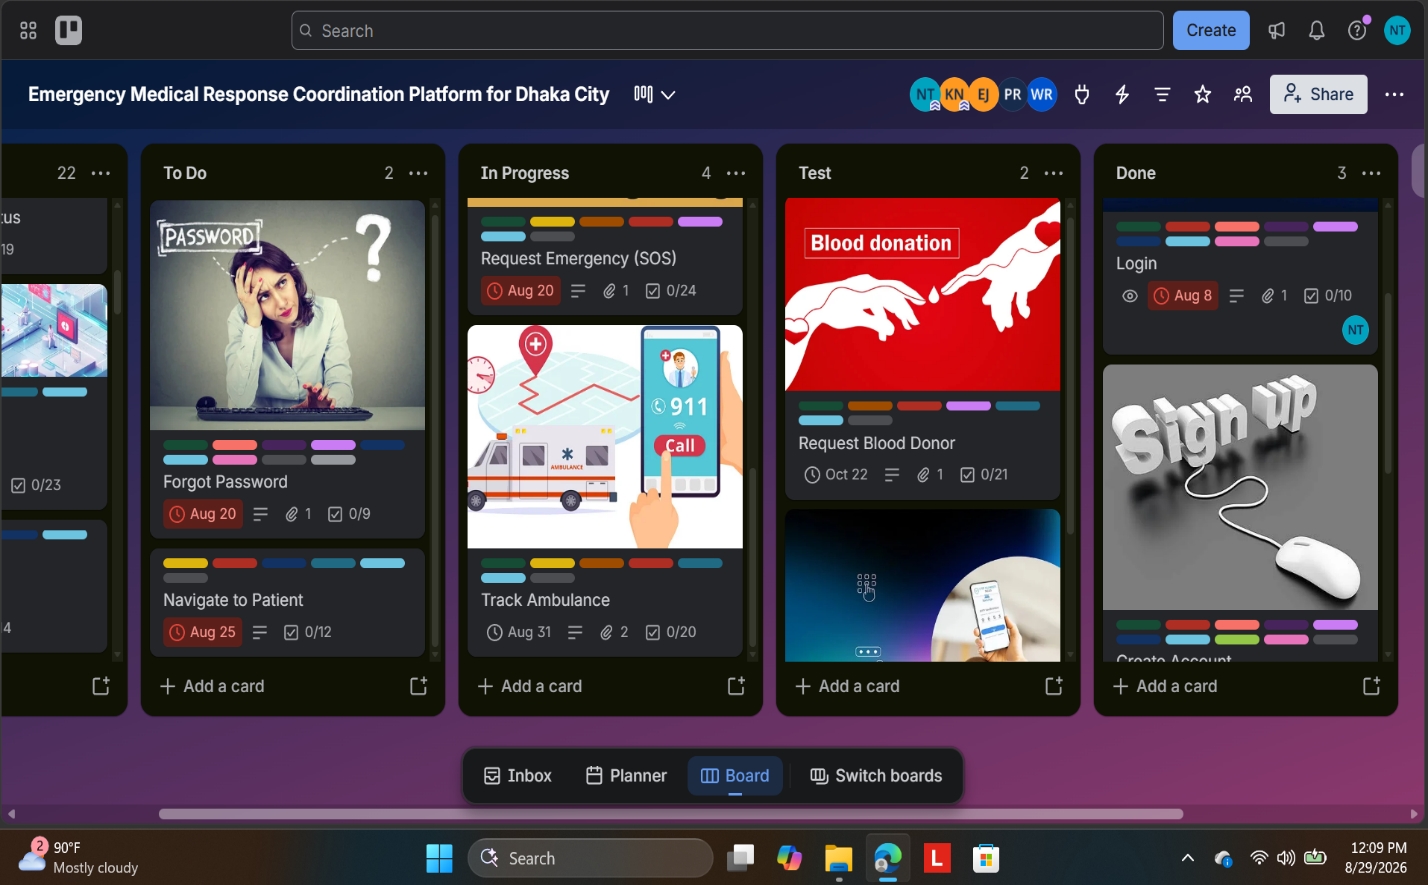 Search
Create
NT
Emergency Medical Response Coordination Platform for Dhaka City
NT
KN
EJ
PR
WR
Share
22
tus
19
0/23
4
To Do
2
PASSWORD
?
Forgot Password
Aug 20
1
0/9
Navigate to Patient
Aug 25
0/12
Add a card
In Progress
4
Request Emergency (SOS)
Aug 20
1
0/24
911
Call
AMBULANCE
Track Ambulance
Aug 31
2
0/20
Add a card
Test
2
Blood donation
Request Blood Donor
Oct 22
1
0/21
Add a card
Done
3
Login
Aug 8
1
0/10
NT
Sign up
Create Account
Add a card
Inbox
Planner
Board
Switch boards
2
90°F
Mostly cloudy
Search
L
12:09 PM
8/29/2026